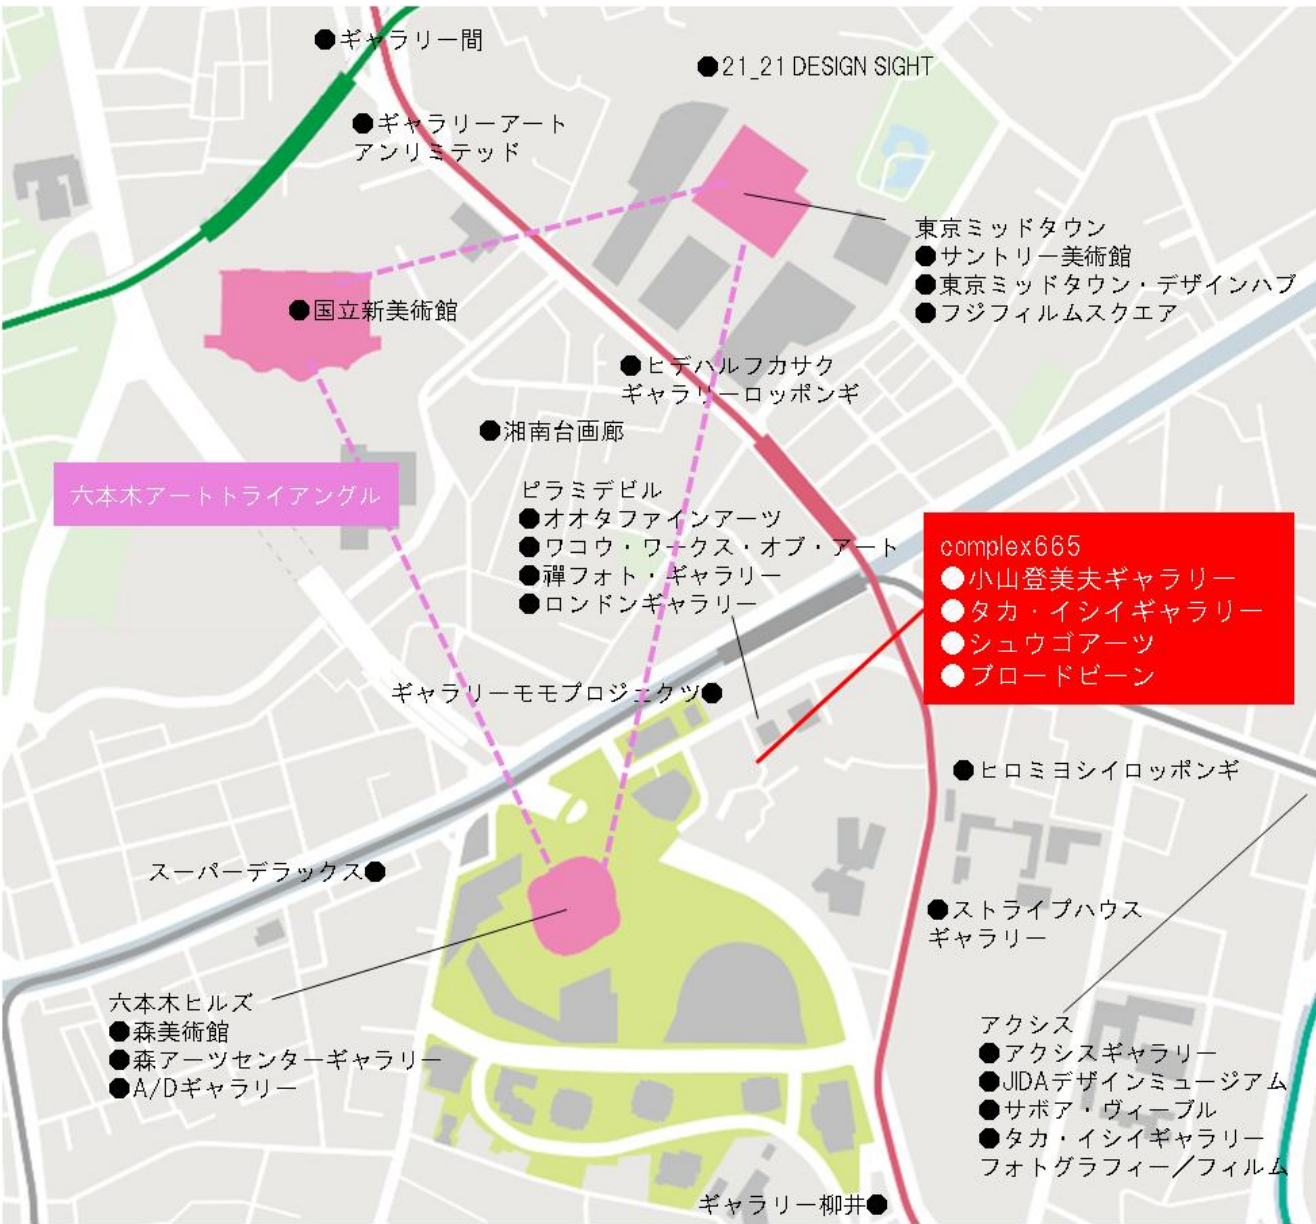 ●ギャラリー間
●21_21 DESIGN SIGHT
●ギャラリーアート
アンリミテッド
東京ミッドタウン
●サントリー美術館
●東京ミッドタウン・デザインハブ
●フジフィルムスクエア
●国立新美術館
●ヒデハルフカサク
ギャラリーロッポンギ
●湘南台画廊
六本木アートトライアングル
ピラミデビル
●オオタファインアーツ
●ワコウ・ワークス・オブ・アート
●禪フォト・ギャラリー
●ロンドンギャラリー
complex665
●小山登美夫ギャラリー
●タカ・イシイギャラリー
●シュウゴアーツ
●ブロードビーン
ギャラリーモモプロジェクツ●
●ヒロミヨシイロッポンギ
スーパーデラックス●
●ストライプハウス
ギャラリー
六本木ヒルズ
●森美術館
●森アーツセンターギャラリー
●A/Dギャラリー
アクシス
●アクシスギャラリー
●JIDAデザインミュージアム
●サボア・ヴィーブル
●タカ・イシイギャラリー
フォトグラフィー／フィルム
ギャラリー柳井●